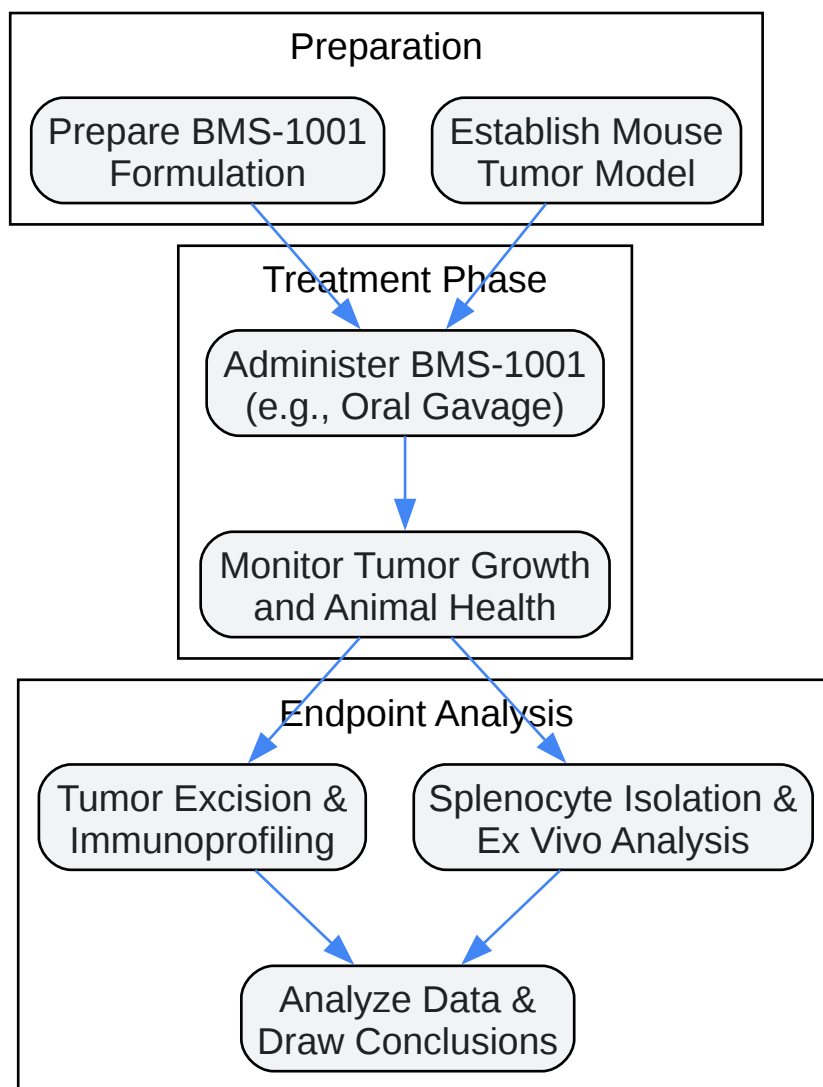 Preparation
Prepare BMS-1001
Formulation
Establish Mouse
Tumor Model
Treatment Phase
Administer BMS-1001
(e.g., Oral Gavage)
Monitor Tumor Growth
and Animal Health
Endpoint Analysis
Tumor Excision &
Immunoprofiling
Splenocyte Isolation &
Ex Vivo Analysis
Analyze Data &
Draw Conclusions